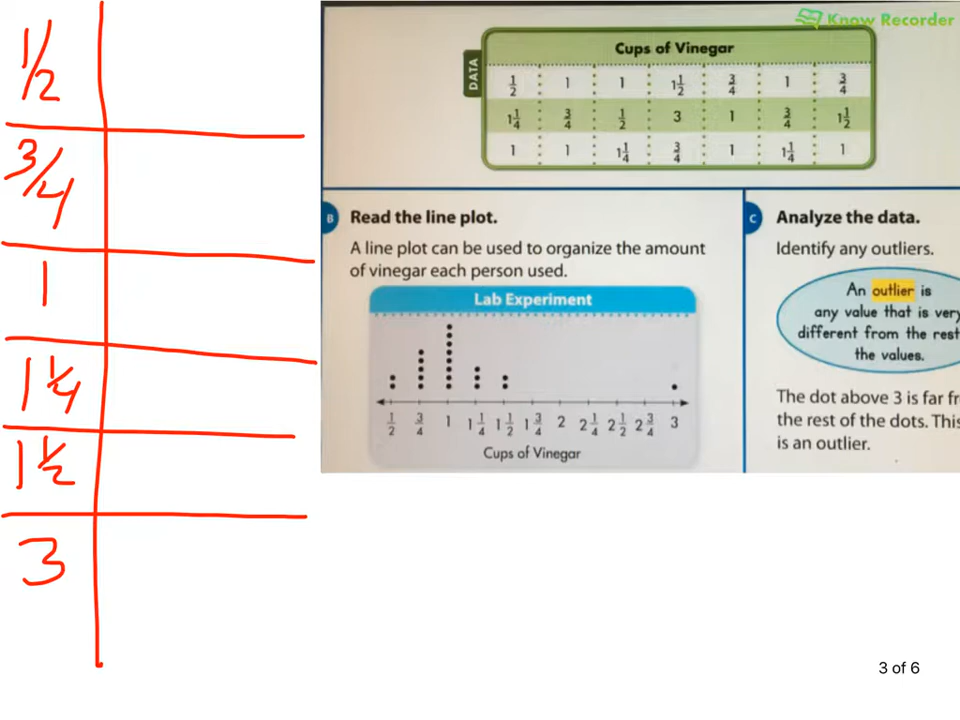 1/2
3/4
1
1 1/4
1 1/2
3
Know Recorder
DATA
Cups of Vinegar
1/2 1 1 1 1/2 3/4 1 3/4
1 1/4 3/4 1/2 3 1 3/4 1 1/2
1 1 1 1/4 3/4 1 1 1/4 1
B Read the line plot.
A line plot can be used to organize the amount
of vinegar each person used.
Lab Experiment
1/2 3/4 1 1 1/4 1 1/2 1 3/4 2 2 1/4 2 1/2 2 3/4 3
Cups of Vinegar
C Analyze the data.
Identify any outliers.
An outlier is
any value that is very
different from the rest
the values.
The dot above 3 is far
the rest of the dots. This
is an outlier.
3 of 6